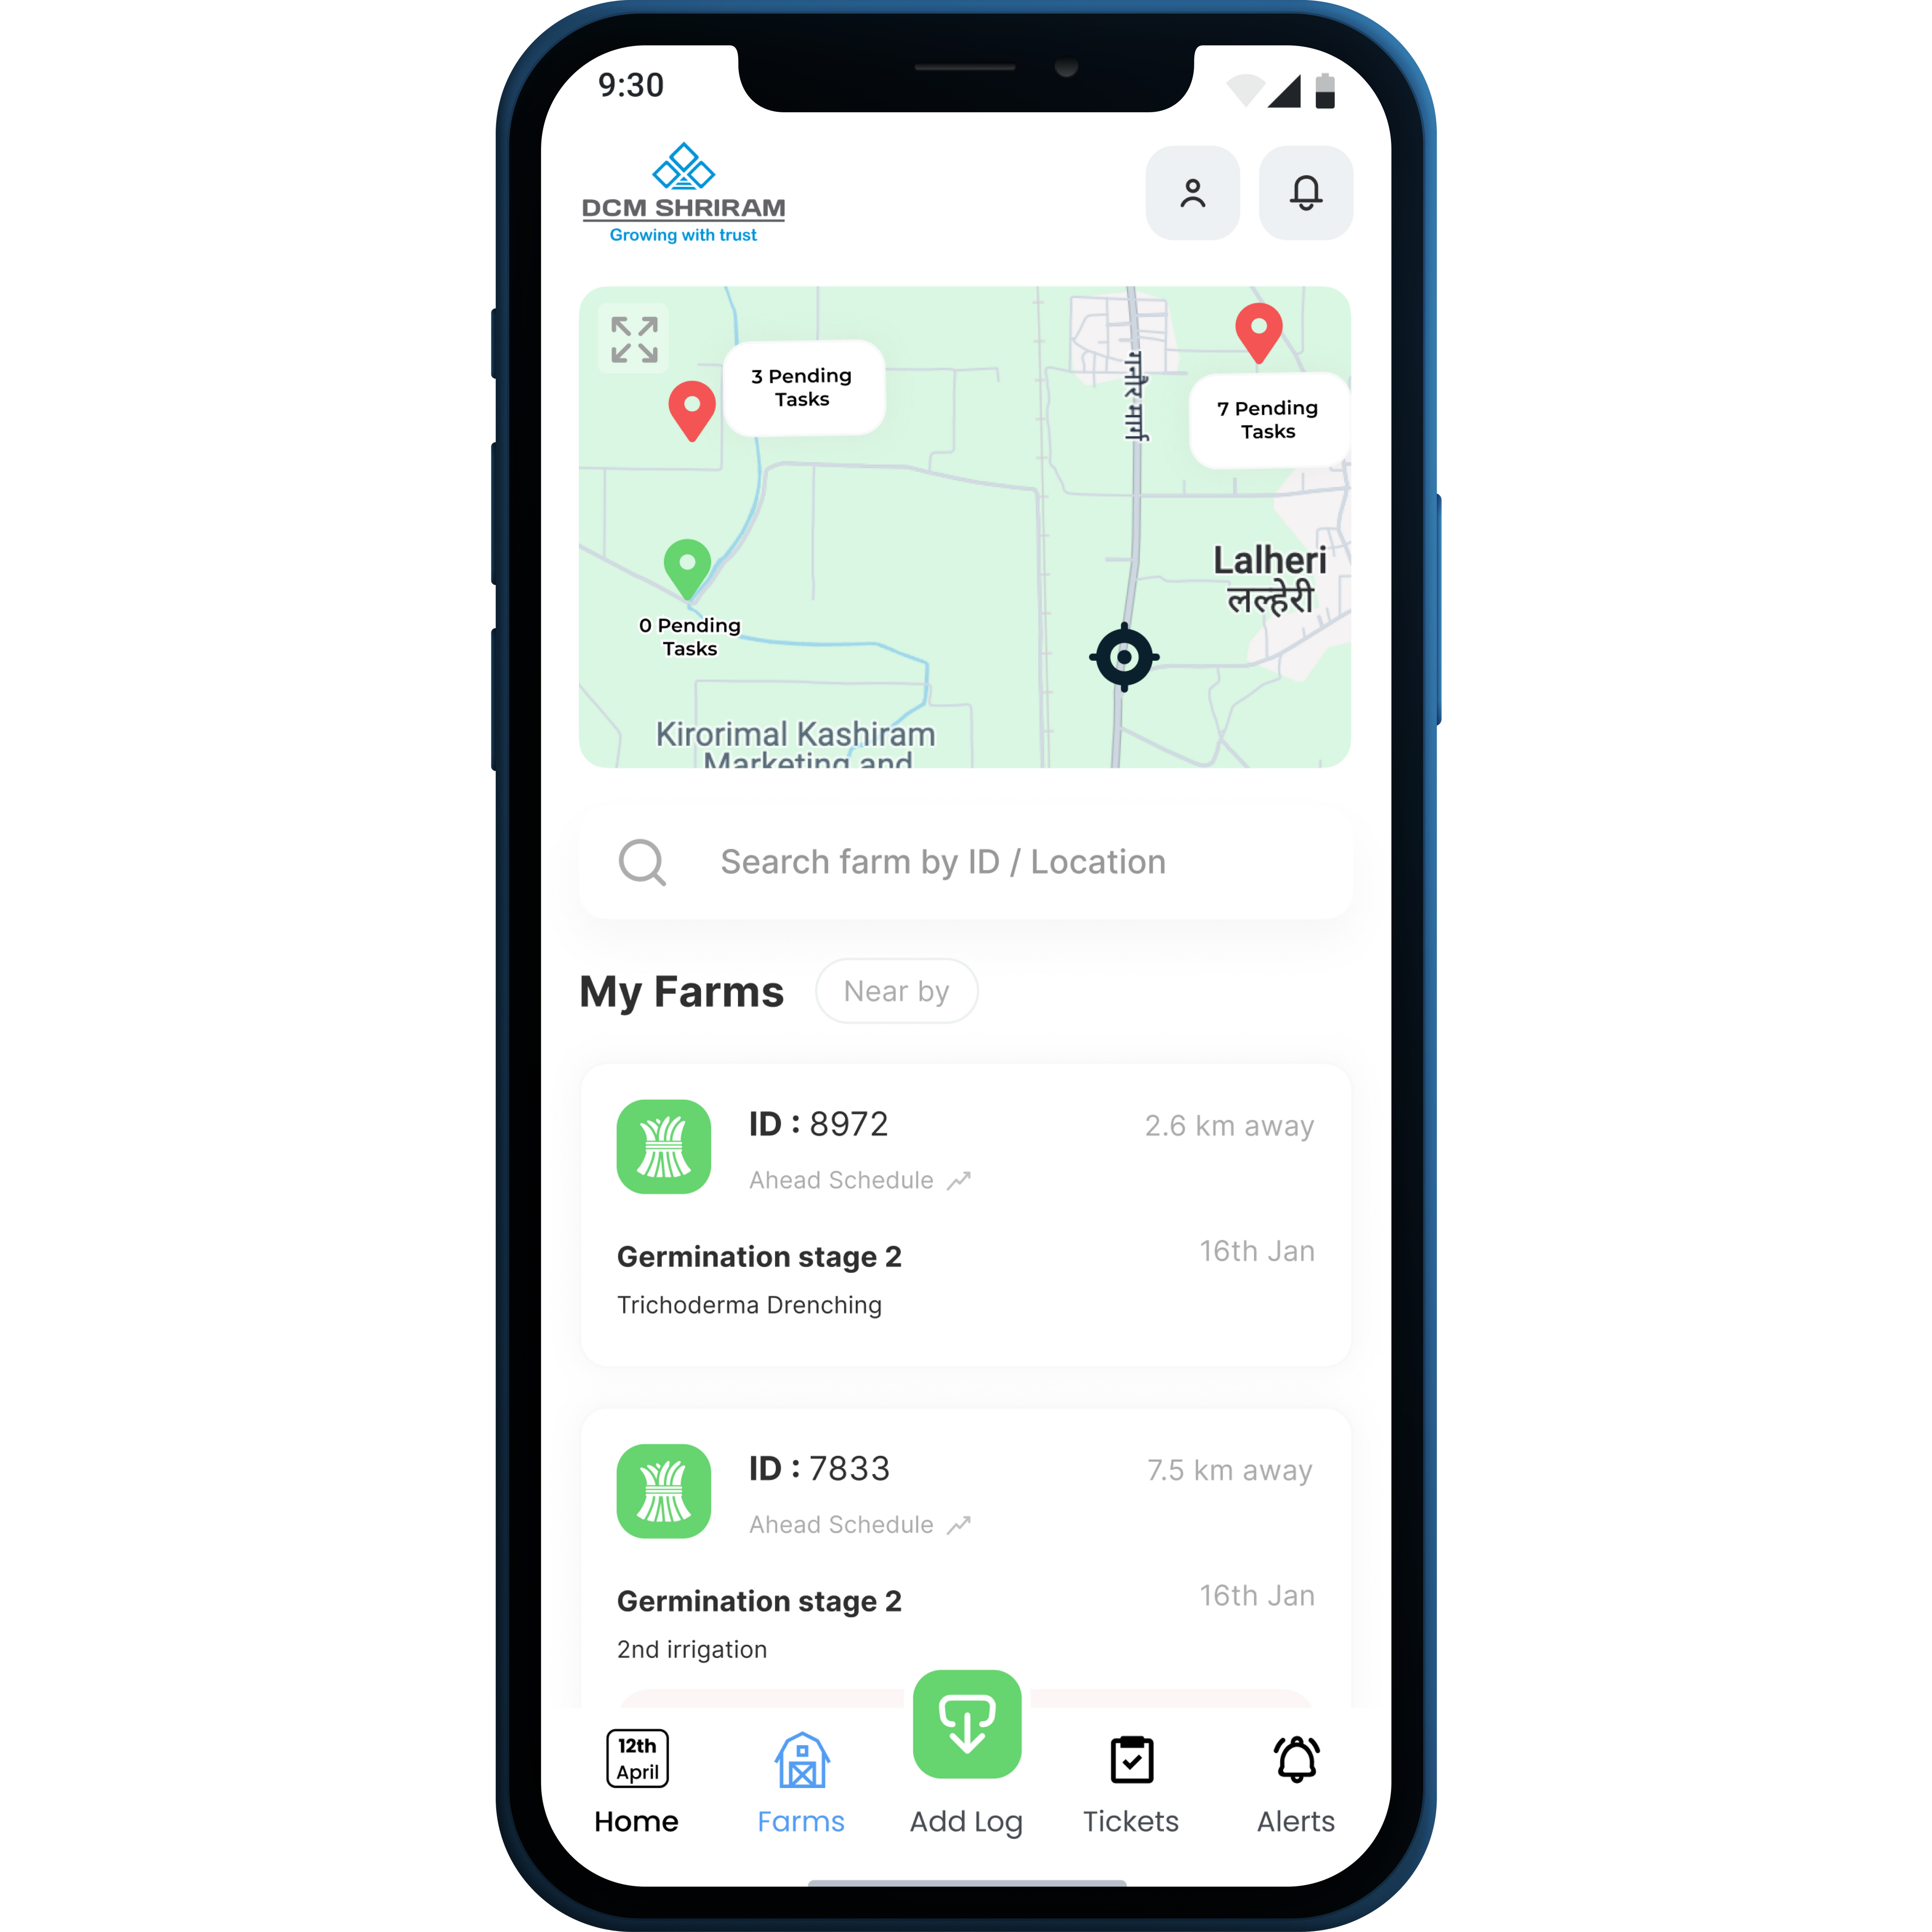 9:30
DCM SHRIRAM
Growing with trust
3 Pending
Tasks
गनौर मार्ग
7 Pending
Tasks
Lalheri
लल्हेरी
0 Pending
Tasks
Kirorimal Kashiram
Marketing and
Search farm by ID / Location
My Farms
Near by
ID : 8972
2.6 km away
Ahead Schedule
Germination stage 2
16th Jan
Trichoderma Drenching
ID : 7833
7.5 km away
Ahead Schedule
Germination stage 2
16th Jan
2nd irrigation
12th
April
Home
Farms
Add Log
Tickets
Alerts